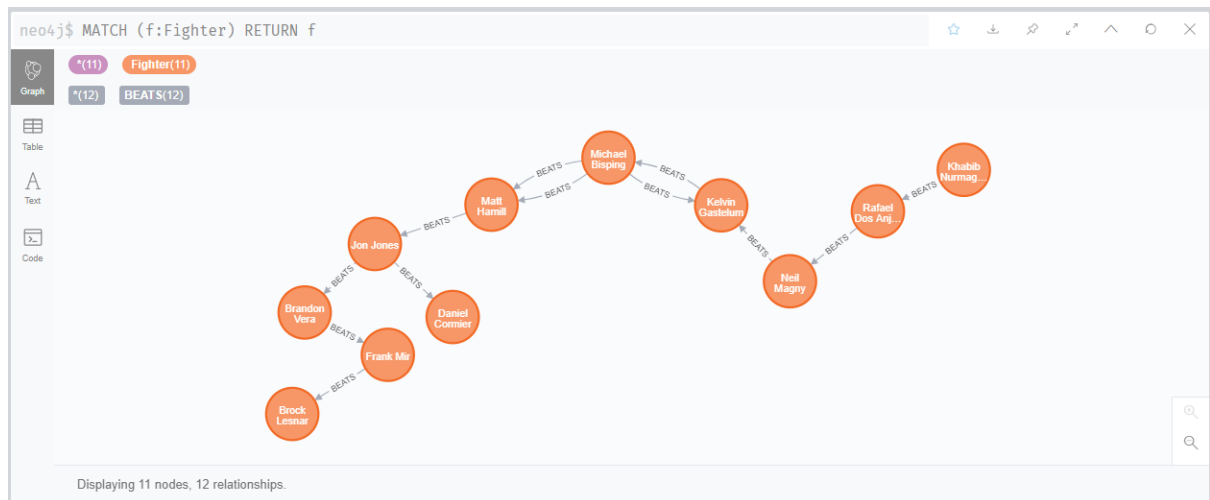 neo4j$ MATCH (f:Fighter) RETURN f
*(11) Fighter(11)
*(12) BEATS(12)
Graph
Table
Text
Code
Michael
Bisping
Khabib
Nurmag...
Matt
Hamill
Kelvin
Gastelum
Rafael
Dos Anj...
Jon Jones
Neil
Magny
Brandon
Vera
Daniel
Cormier
Frank Mir
Brock
Lesnar
BEATS
BEATS
BEATS
BEATS
BEATS
BEATS
BEATS
BEATS
BEATS
BEATS
BEATS
BEATS
Displaying 11 nodes, 12 relationships.